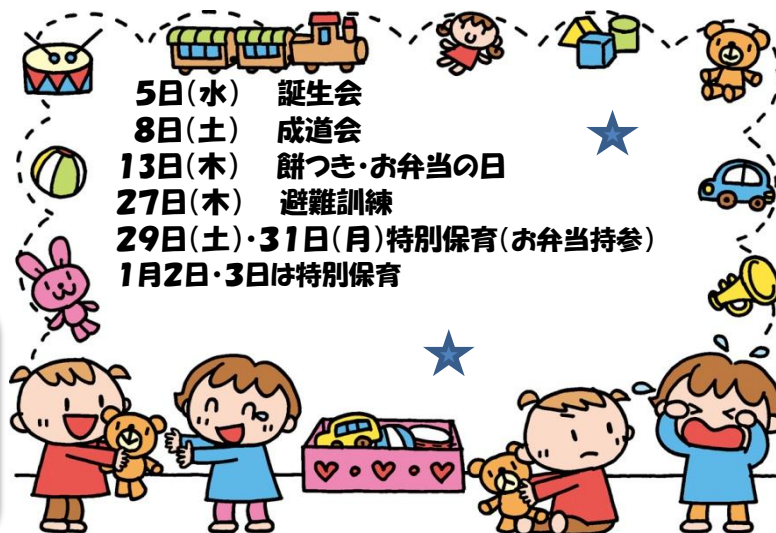 5日(水) 誕生会
8日(土) 成道会
13日(木) 餅つき・お弁当の日
27日(木) 避難訓練
29日(土)・31日(月)特別保育(お弁当持参)
1月2日・3日は特別保育